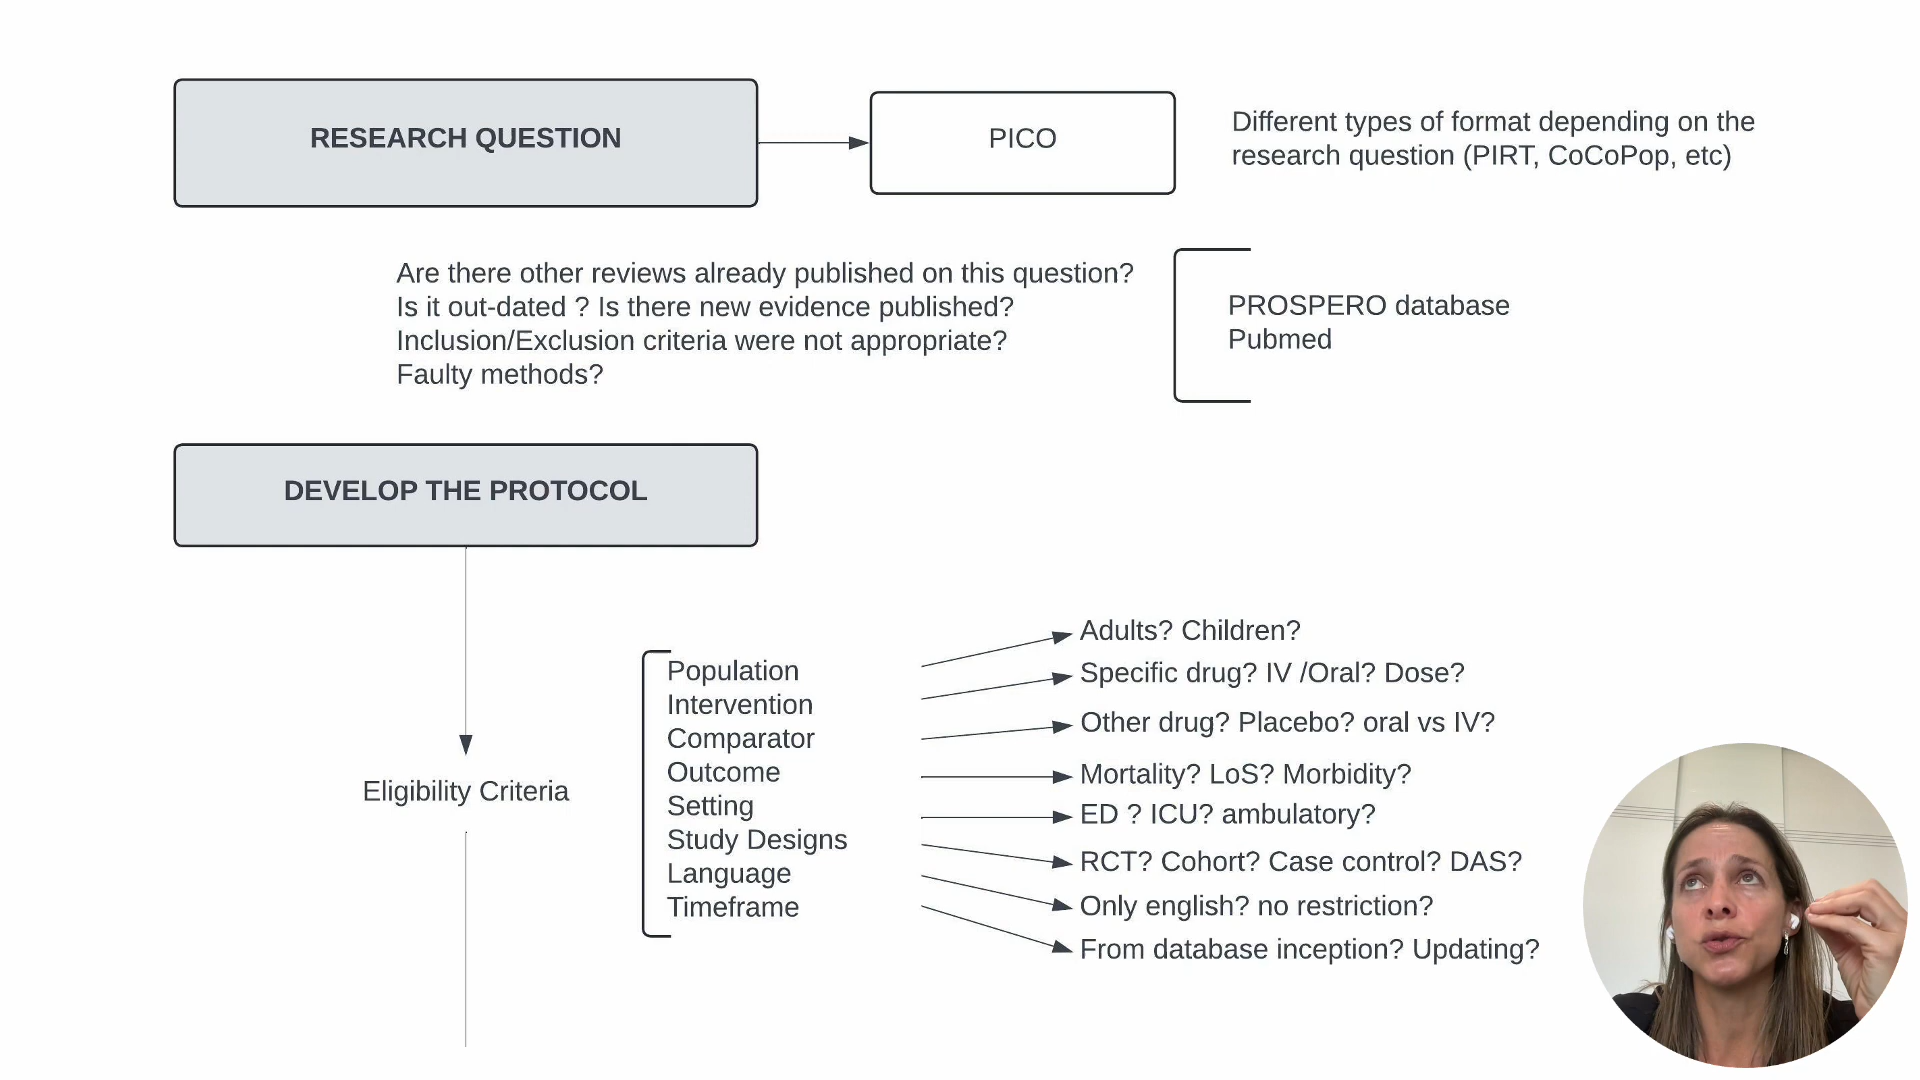 RESEARCH QUESTION
PICO
Different types of format depending on the
research question (PIRT, CoCoPop, etc)
Are there other reviews already published on this question?
Is it out-dated ? Is there new evidence published?
Inclusion/Exclusion criteria were not appropriate?
Faulty methods?
PROSPERO database
Pubmed
DEVELOP THE PROTOCOL
Eligibility Criteria
Population
Intervention
Comparator
Outcome
Setting
Study Designs
Language
Timeframe
Adults? Children?
Specific drug? IV /Oral? Dose?
Other drug? Placebo? oral vs IV?
Mortality? LoS? Morbidity?
ED ? ICU? ambulatory?
RCT? Cohort? Case control? DAS?
Only english? no restriction?
From database inception? Updating?